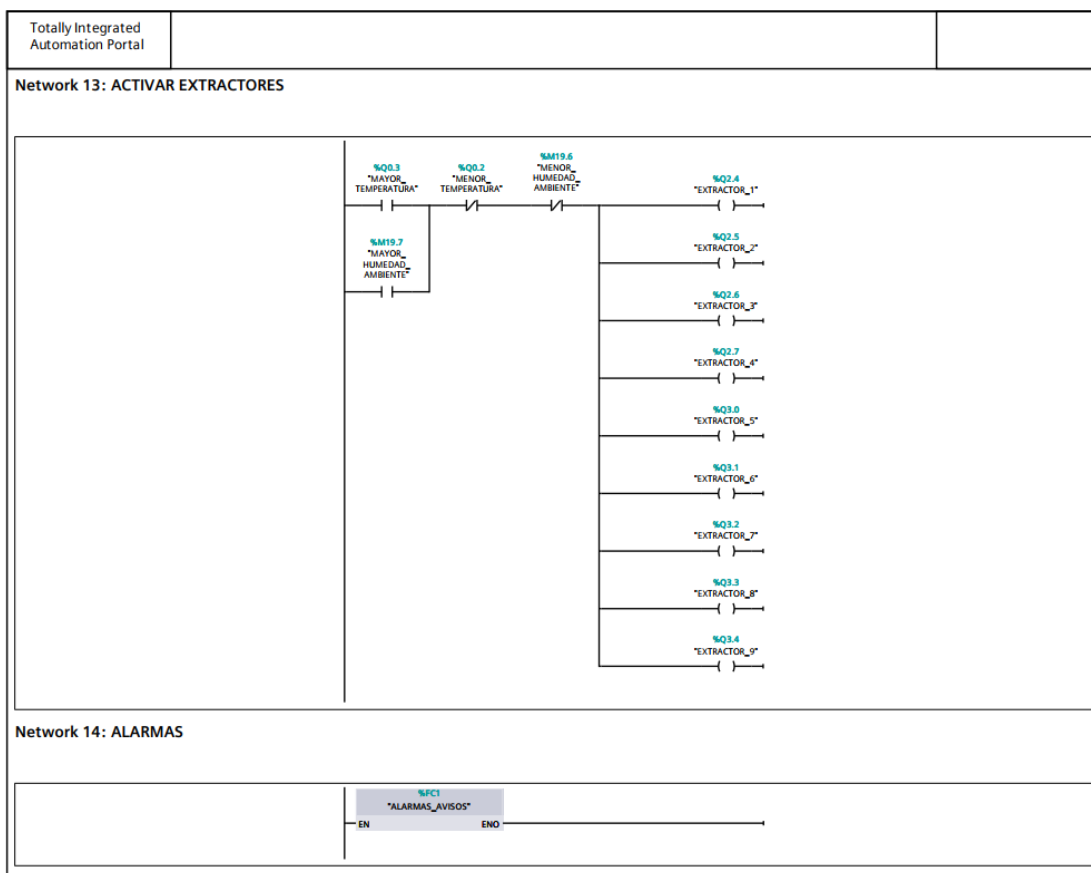 Totally Integrated
Automation Portal
Network 13: ACTIVAR EXTRACTORES
%Q0.3
"MAYOR_
TEMPERATURA"
%Q0.2
"MENOR_
TEMPERATURA"
%M19.6
"MENOR_
HUMEDAD_
AMBIENTE"
%Q2.4
"EXTRACTOR_1"
%M19.7
"MAYOR_
HUMEDAD_
AMBIENTE"
%Q2.5
"EXTRACTOR_2"
%Q2.6
"EXTRACTOR_3"
%Q2.7
"EXTRACTOR_4"
%Q3.0
"EXTRACTOR_5"
%Q3.1
"EXTRACTOR_6"
%Q3.2
"EXTRACTOR_7"
%Q3.3
"EXTRACTOR_8"
%Q3.4
"EXTRACTOR_9"
Network 14: ALARMAS
%FC1
"ALARMAS_AVISOS"
EN ENO